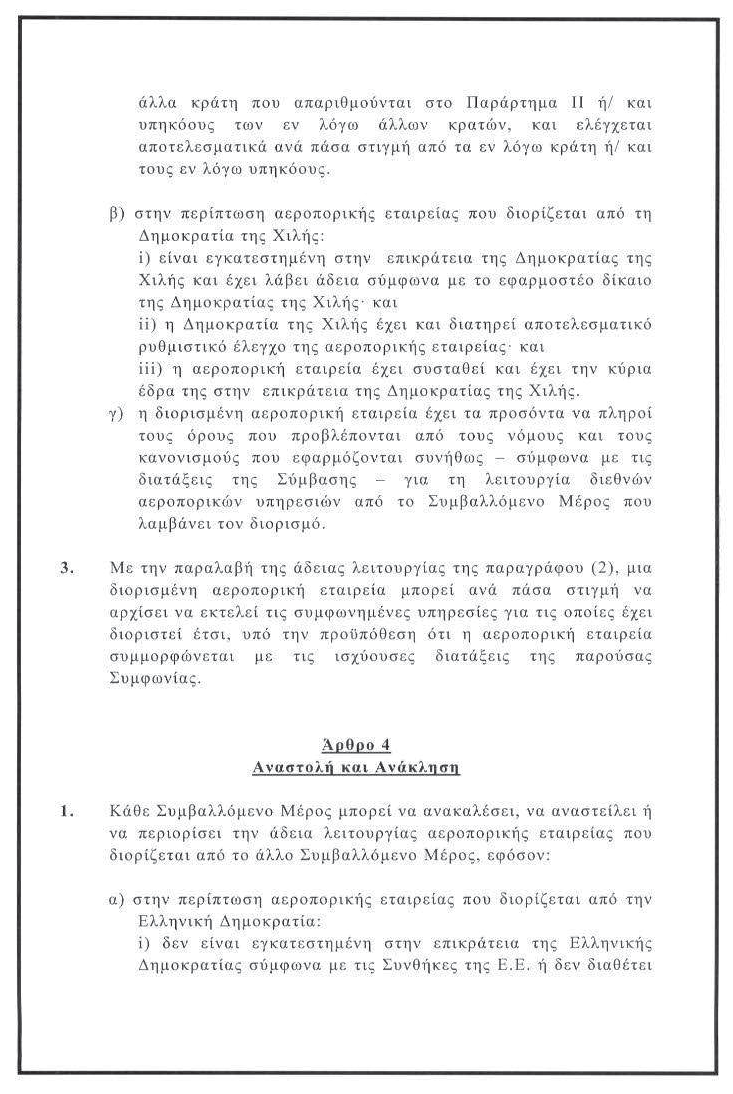 άλλα κράτη που απαριθμούνται στο Παράρτημα ΙΙ ή/ και
υπηκόους των εν λόγω άλλων κρατών, και ελέγχεται
αποτελεσματικά ανά πάσα στιγμή από τα εν λόγω κράτη ή/ και
τους εν λόγω υπηκόους.
β) στην περίπτωση αεροπορικής εταιρείας που διορίζεται από τη
Δημοκρατία της Χιλής:
i) είναι εγκατεστημένη στην επικράτεια της Δημοκρατίας της
Χιλής και έχει λάβει άδεια σύμφωνα με το εφαρμοστέο δίκαιο
της Δημοκρατίας της Χιλής· και
ii) η Δημοκρατία της Χιλής έχει και διατηρεί αποτελεσματικό
ρυθμιστικό έλεγχο της αεροπορικής εταιρείας· και
iii) η αεροπορική εταιρεία έχει συσταθεί και έχει την κύρια
έδρα της στην επικράτεια της Δημοκρατίας της Χιλής.
γ) η διορισμένη αεροπορική εταιρεία έχει τα προσόντα να πληροί
τους όρους που προβλέπονται από τους νόμους και τους
κανονισμούς που εφαρμόζονται συνήθως – σύμφωνα με τις
διατάξεις της Σύμβασης – για τη λειτουργία διεθνών
αεροπορικών υπηρεσιών από το Συμβαλλόμενο Μέρος που
λαμβάνει τον διορισμό.
3. Με την παραλαβή της άδειας λειτουργίας της παραγράφου (2), μια
διορισμένη αεροπορική εταιρεία μπορεί ανά πάσα στιγμή να
αρχίσει να εκτελεί τις συμφωνημένες υπηρεσίες για τις οποίες έχει
διοριστεί έτσι, υπό την προϋπόθεση ότι η αεροπορική εταιρεία
συμμορφώνεται με τις ισχύουσες διατάξεις της παρούσας
Συμφωνίας.
Άρθρο 4
Αναστολή και Ανάκληση
1. Κάθε Συμβαλλόμενο Μέρος μπορεί να ανακαλέσει, να αναστείλει ή
να περιορίσει την άδεια λειτουργίας αεροπορικής εταιρείας που
διορίζεται από το άλλο Συμβαλλόμενο Μέρος, εφόσον:
α) στην περίπτωση αεροπορικής εταιρείας που διορίζεται από την
Ελληνική Δημοκρατία:
i) δεν είναι εγκατεστημένη στην επικράτεια της Ελληνικής
Δημοκρατίας σύμφωνα με τις Συνθήκες της Ε.Ε. ή δεν διαθέτει